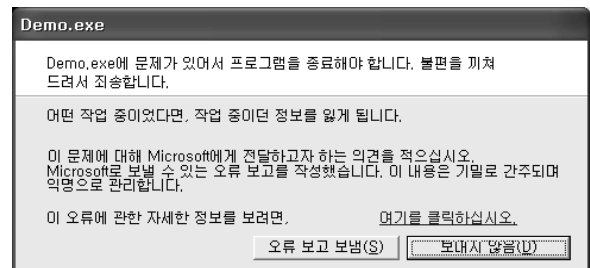 Demo.exe
Demo.exe에 문제가 있어서 프로그램을 종료해야 합니다. 불편을 끼쳐
드려서 죄송합니다.
어떤 작업 중이었다면, 작업 중이던 정보를 잃게 됩니다.
이 문제에 대해 Microsoft에게 전달하고자 하는 의견을 적으십시오.
Microsoft로 보낼 수 있는 오류 보고를 작성했습니다. 이 내용은 기밀로 간주되며
익명으로 관리합니다.
이 오류에 관한 자세한 정보를 보려면, 여기를 클릭하십시오.
오류 보고 보냄(S) 보내지 않음(D)